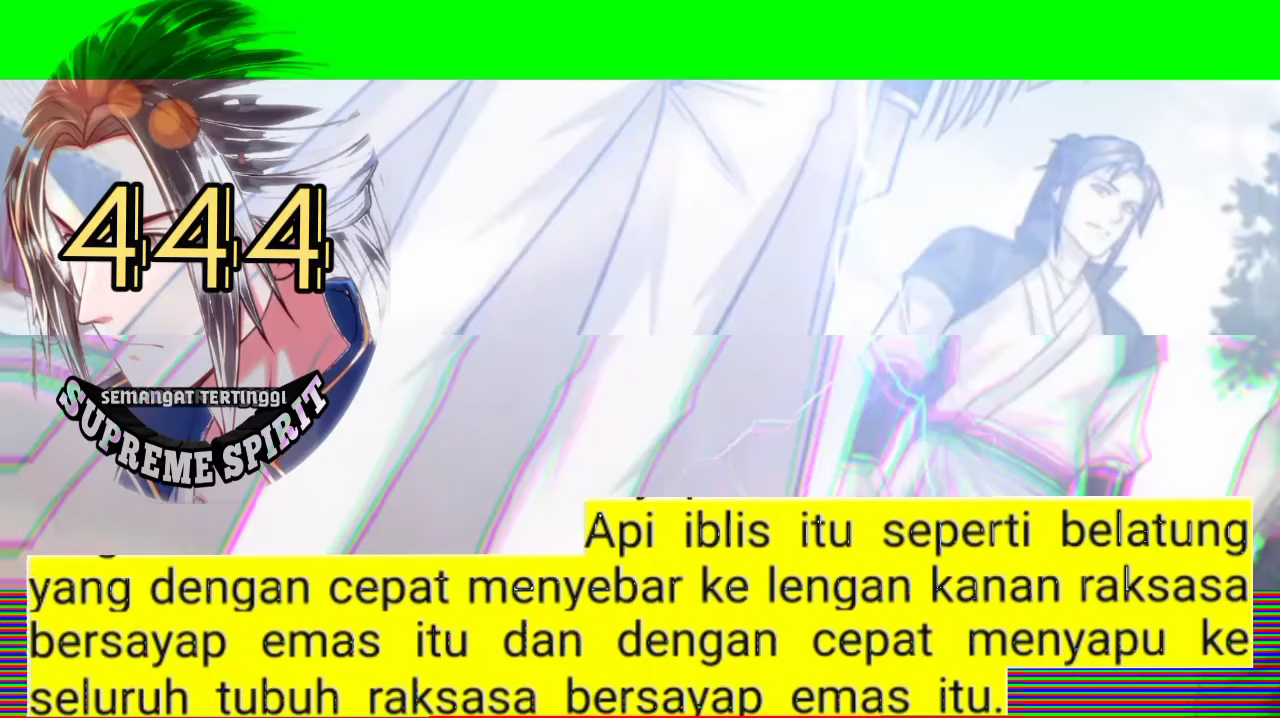 444
SEMANGAT TERTINGGI
SUPREME SPIRIT
Api iblis itu seperti belatung
yang dengan cepat menyebar ke lengan kanan raksasa
bersayap emas itu dan dengan cepat menyapu ke
seluruh tubuh raksasa bersayap emas itu.